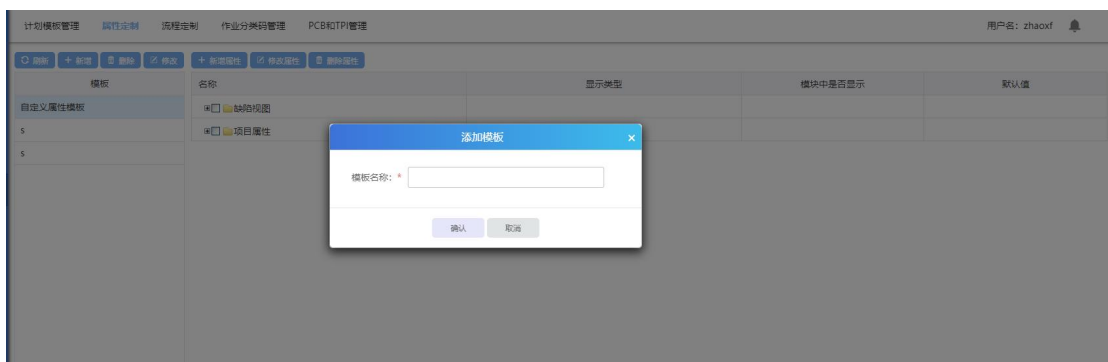 计划模板管理 属性定制 流程定制 作业分类码管理 PCB和TPI管理 用户名：zhaoxf
刷新 新增 删除 修改 新增属性 修改属性 删除属性
模板 名称 显示类型 模块中是否显示 默认值
自定义属性模板 缺陷视图
s 项目属性
s
添加模板 ×
模板名称：*
确认 取消